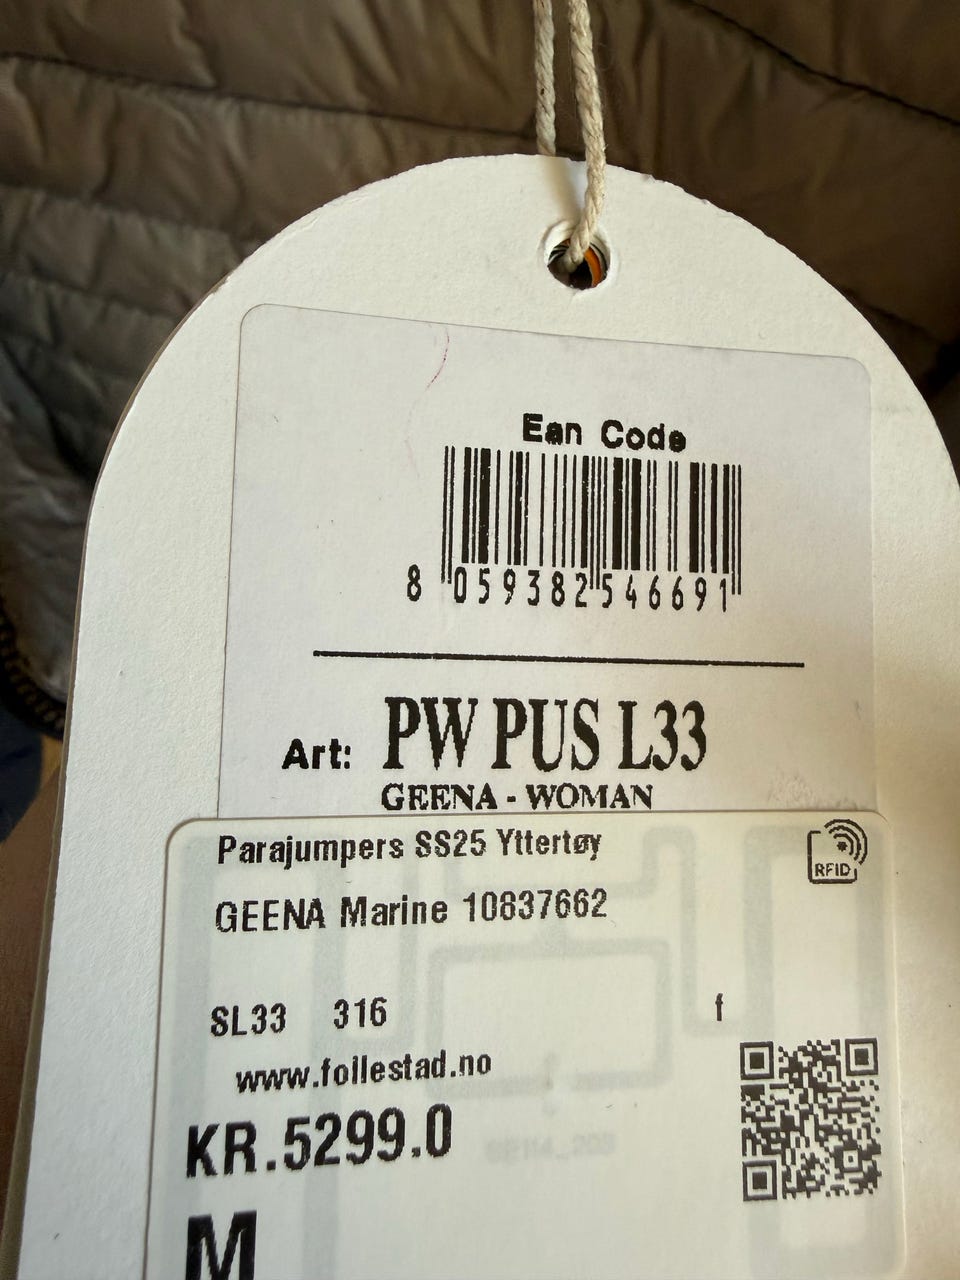 Ean Code
8 059382 546691
Art: PW PUS L33
GEENA - WOMAN
Parajumpers SS25 Yttertøy
RFID
GEENA Marine 10837662
SL33 316 f
www.follestad.no
KR.5299.0
M